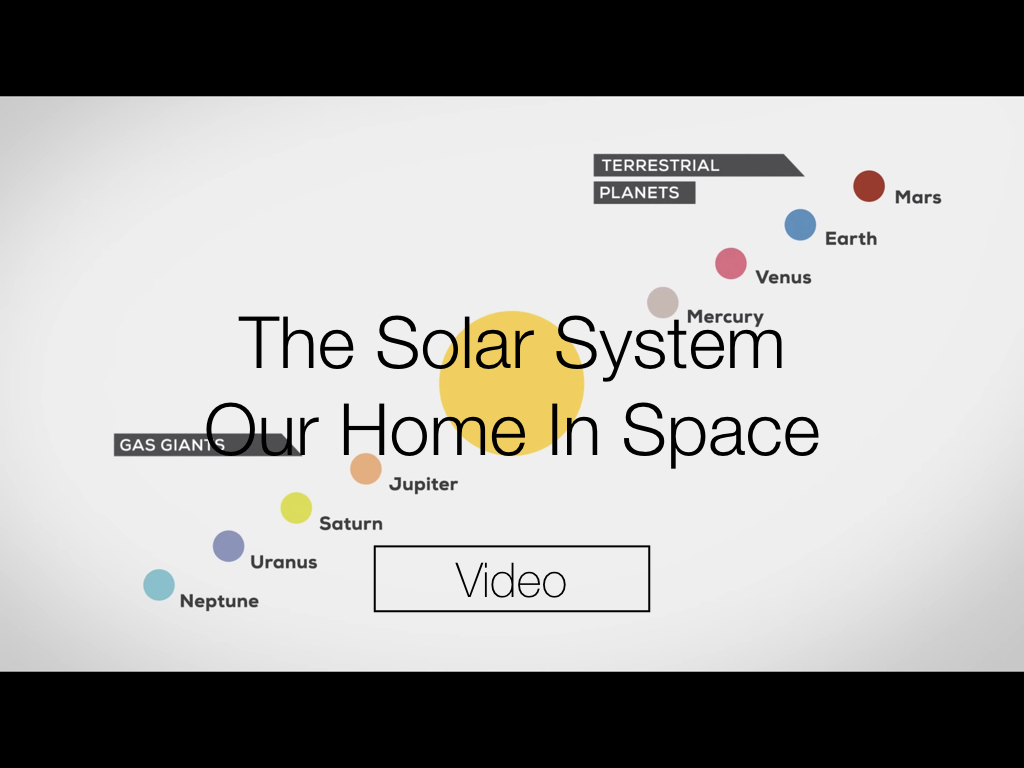 TERRESTRIAL
PLANETS
Mars
Earth
Venus
Mercury
The Solar System
Our Home In Space
GAS GIANTS
Jupiter
Saturn
Uranus
Neptune
Video